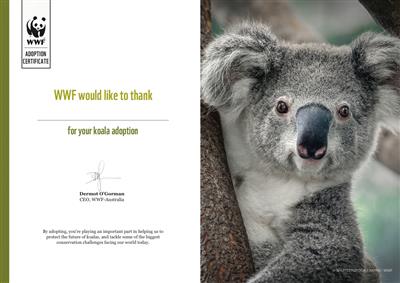 WWF
ADOPTION
CERTIFICATE
WWF would like to thank
for your koala adoption
Dermot O'Gorman
CEO, WWF-Australia
By adopting, you're playing an important part in helping us to
protect the future of koalas, and tackle some of the biggest
conservation challenges facing our world today.